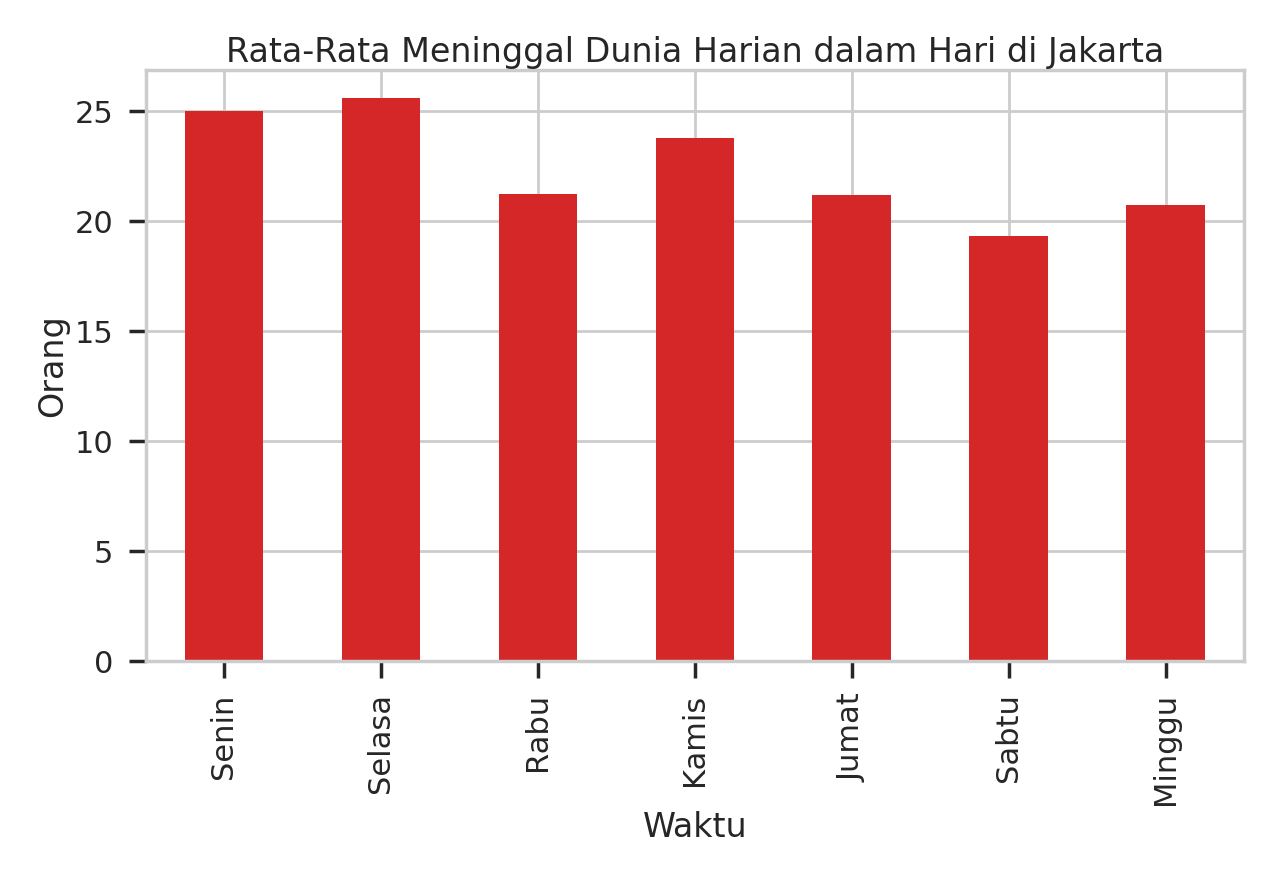 Rata-Rata Meninggal Dunia Harian dalam Hari di Jakarta
Orang
25
20
15
10
5
0
Senin
Selasa
Rabu
Kamis
Jumat
Sabtu
Minggu
Waktu